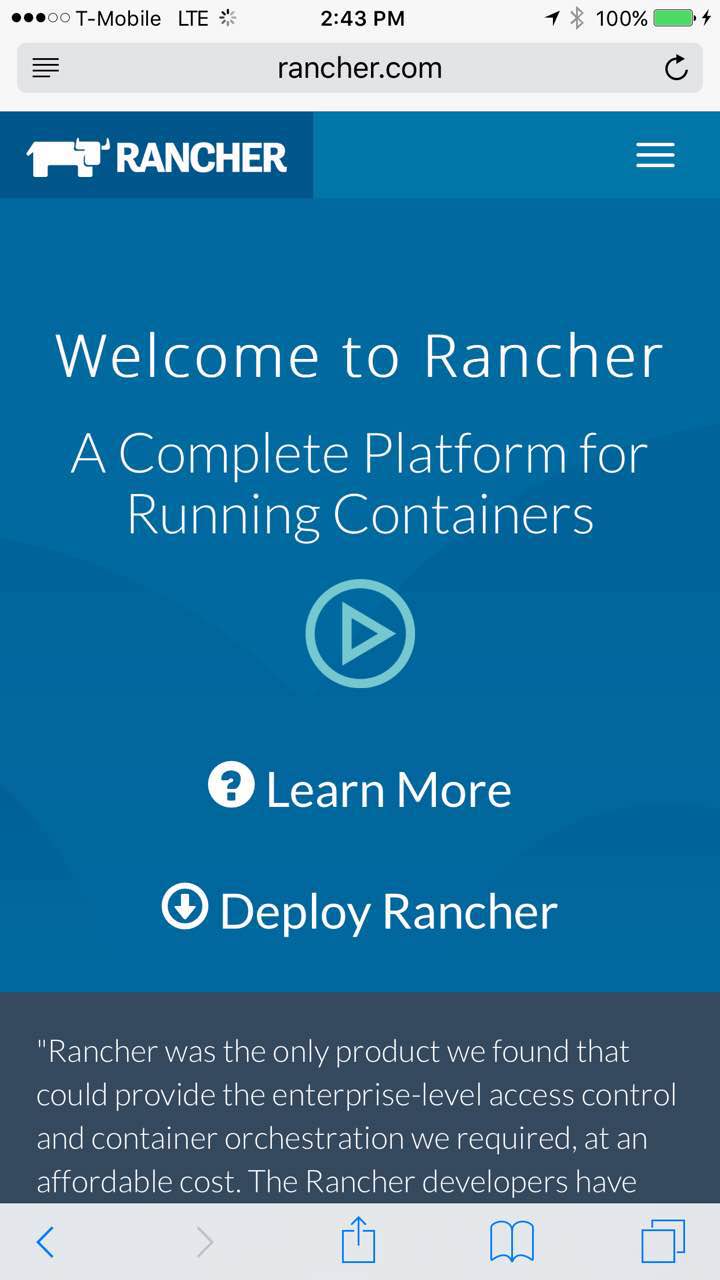 T-Mobile LTE 2:43 PM 100%
rancher.com
RANCHER
Welcome to Rancher
A Complete Platform for
Running Containers
Learn More
Deploy Rancher
"Rancher was the only product we found that
could provide the enterprise-level access control
and container orchestration we required, at an
affordable cost. The Rancher developers have